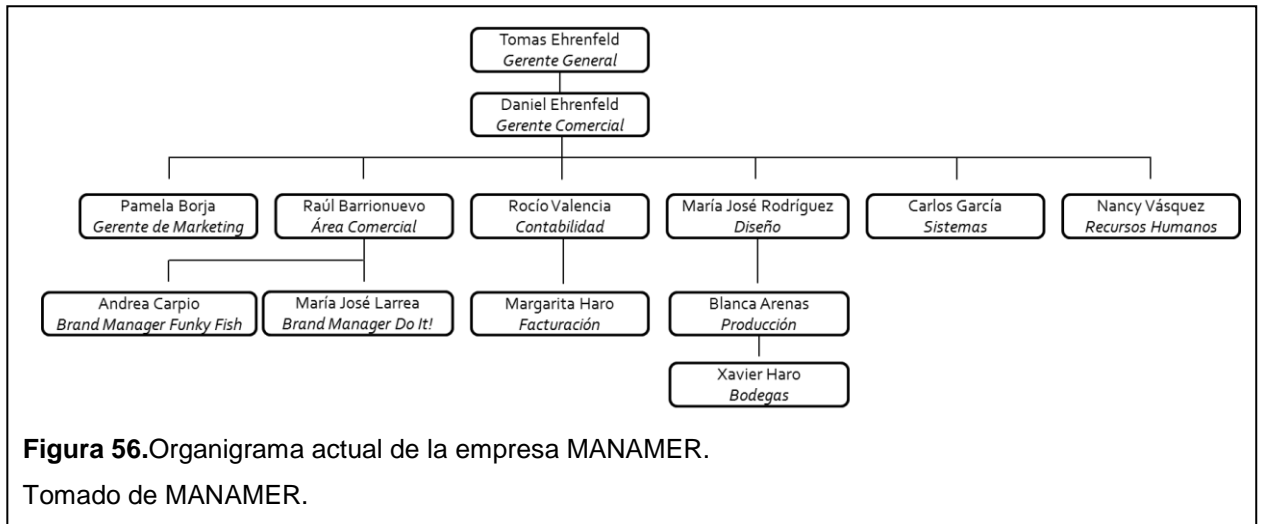 Tomas Ehrenfeld
Gerente General
Daniel Ehrenfeld
Gerente Comercial
Pamela Borja
Gerente de Marketing
Raúl Barrionuevo
Área Comercial
Rocío Valencia
Contabilidad
María José Rodríguez
Diseño
Carlos García
Sistemas
Nancy Vásquez
Recursos Humanos
Andrea Carpio
Brand Manager Funky Fish
María José Larrea
Brand Manager Do It!
Margarita Haro
Facturación
Blanca Arenas
Producción
Xavier Haro
Bodegas
Figura 56.Organigrama actual de la empresa MANAMER.
Tomado de MANAMER.